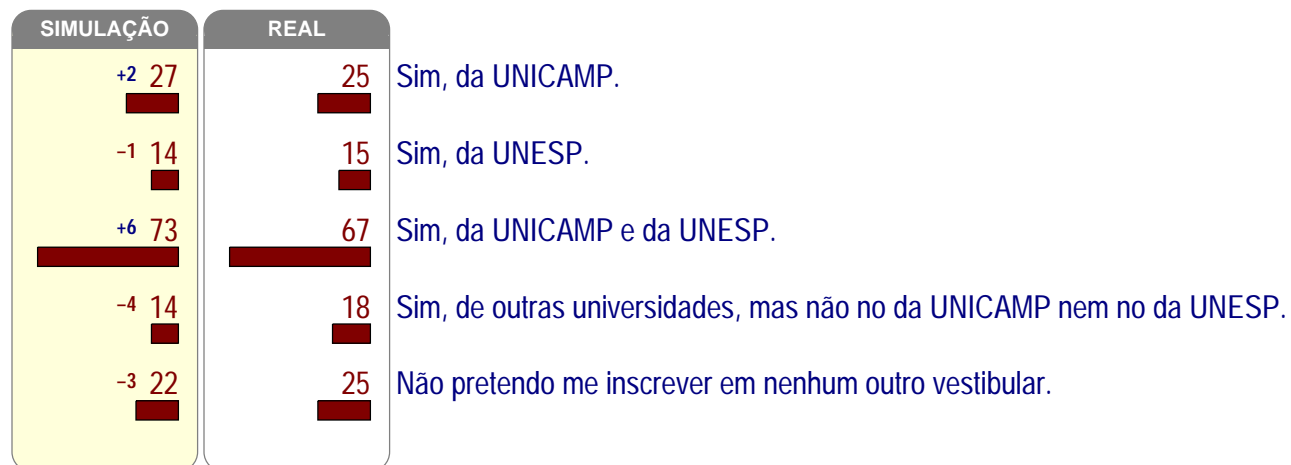 SIMULAÇÃO REAL
+2 27 25 Sim, da UNICAMP.
−1 14 15 Sim, da UNESP.
+6 73 67 Sim, da UNICAMP e da UNESP.
−4 14 18 Sim, de outras universidades, mas não no da UNICAMP nem no da UNESP.
−3 22 25 Não pretendo me inscrever em nenhum outro vestibular.